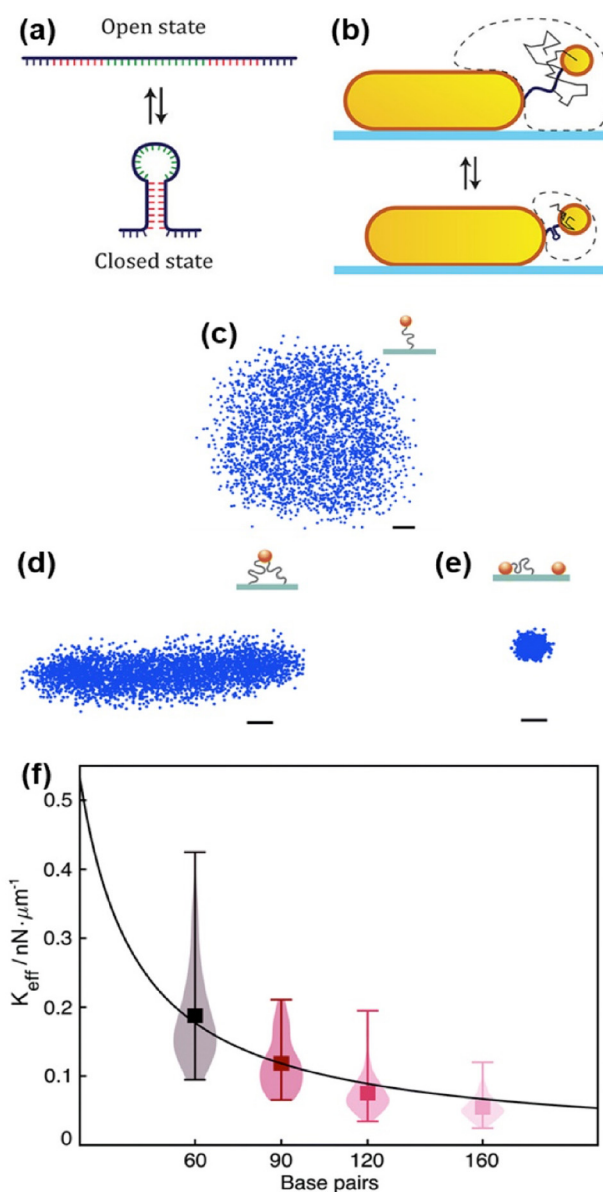 (a)
Open state
Closed state
(b)
(c)
(d)
(e)
(f)
K_eff / nN·μm⁻¹
0.5
0.4
0.3
0.2
0.1
0
60
90
120
160
Base pairs